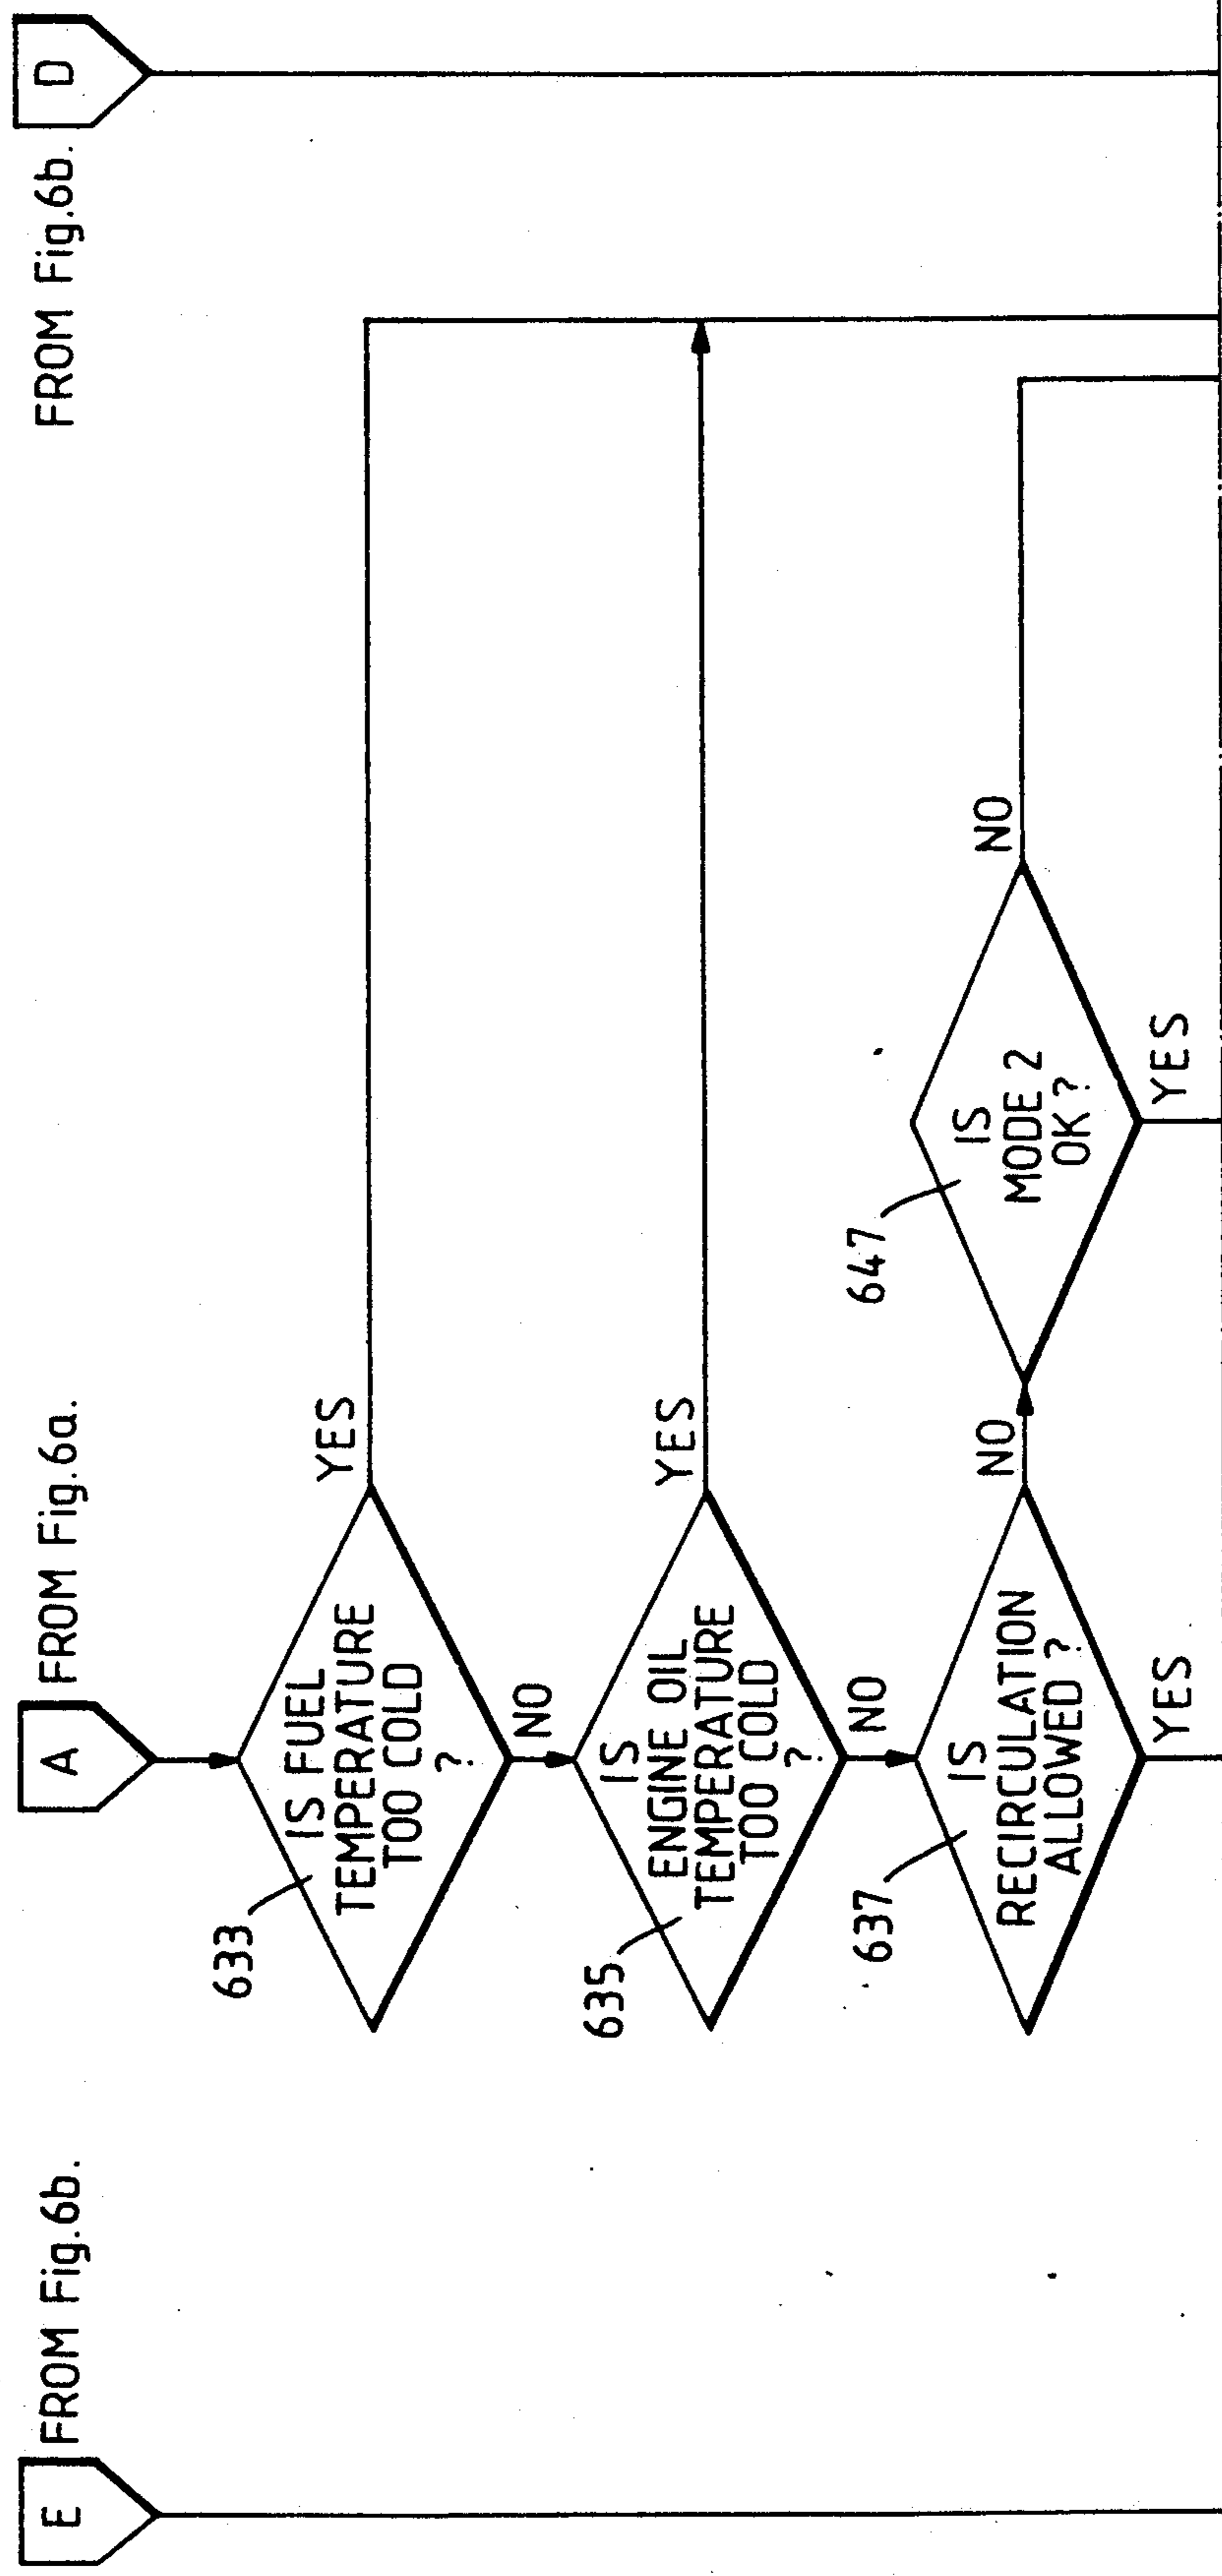 E
FROM Fig.6b.
A
FROM Fig.6a.
D
FROM Fig.6b.
633
IS FUEL
TEMPERATURE
TOO COLD
?
YES
NO
635
IS
ENGINE OIL
TEMPERATURE
TOO COLD
?
YES
NO
637
IS
RECIRCULATION
ALLOWED ?
NO
YES
647
IS
MODE 2
OK ?
NO
YES